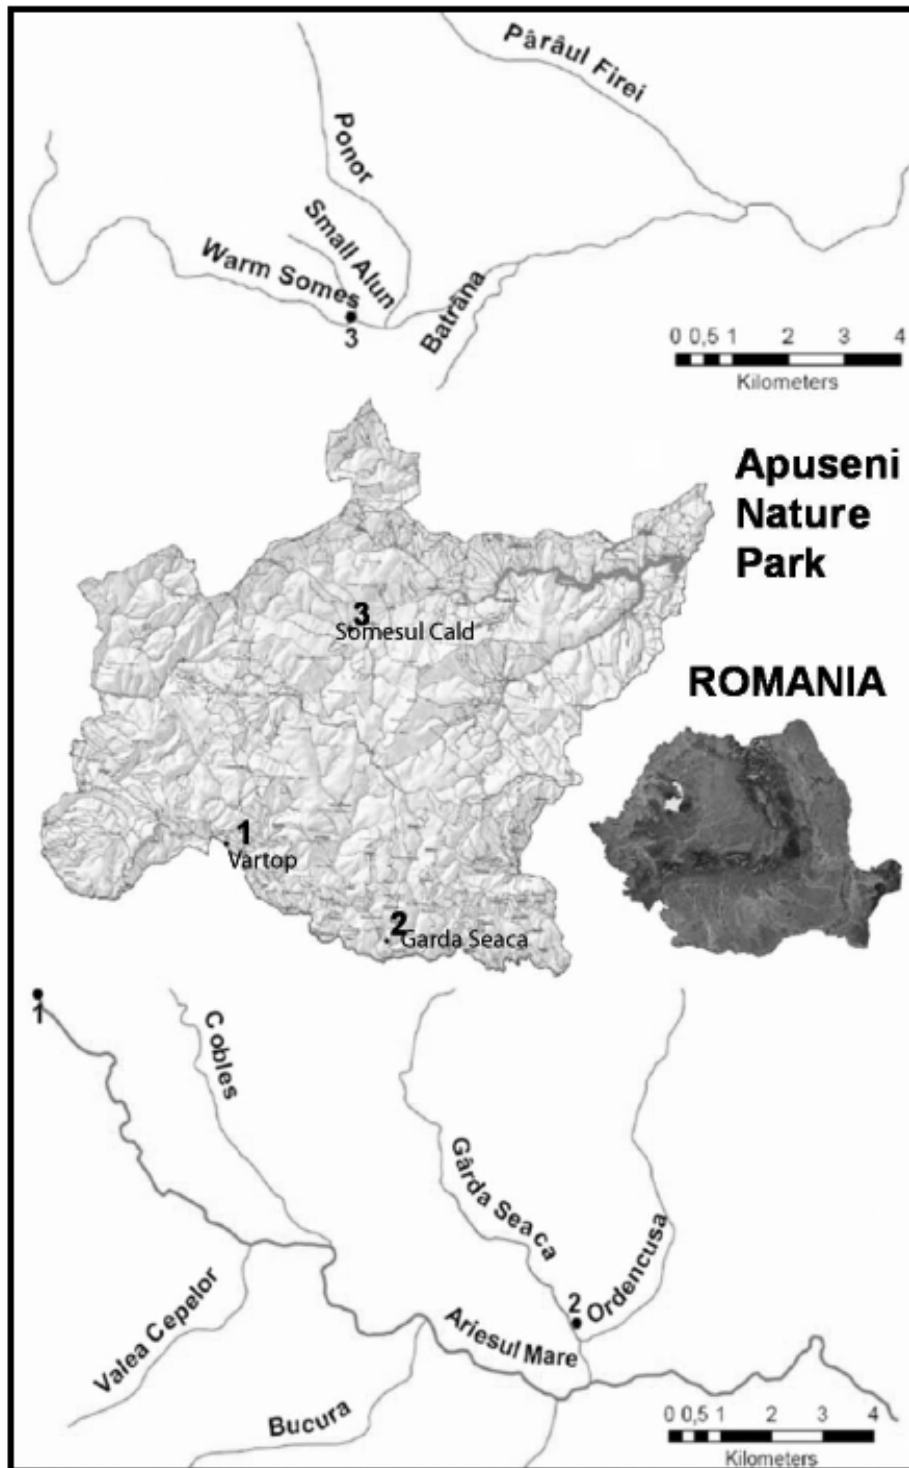 Pârâul Firei
Ponor
Small Alun
Warm Somes
Batrâna
3
0 0,5 1 2 3 4
Kilometers
Apuseni
Nature
Park
3
Somesul Cald
ROMANIA
1
Vartop
2
Garda Seaca
1
Cobles
Gârda Seaca
Ordencusa
2
Valea Cepelor
Ariesul Mare
Bucura
0 0,5 1 2 3 4
Kilometers